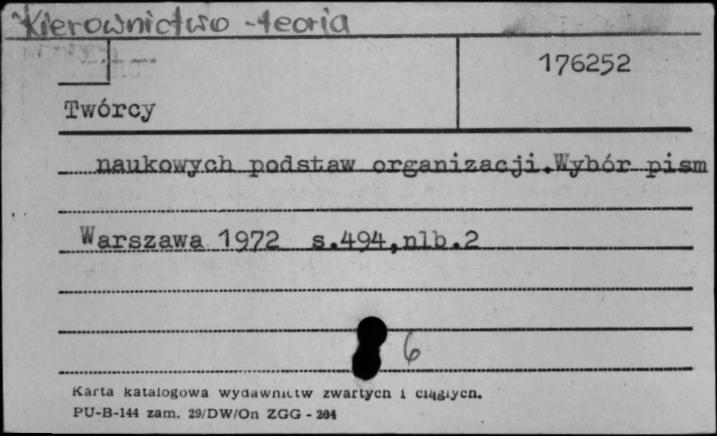 Kierownictwo - teoria
176252
Twórcy
naukowych podstaw organizacji.Wybór pism
Warszawa 1972 s.494,nlb.2
6
Karta katalogowa wydawnictw zwartych i ciągłych.
PU-B-144 zam. 29/DW/On ZGG - 204